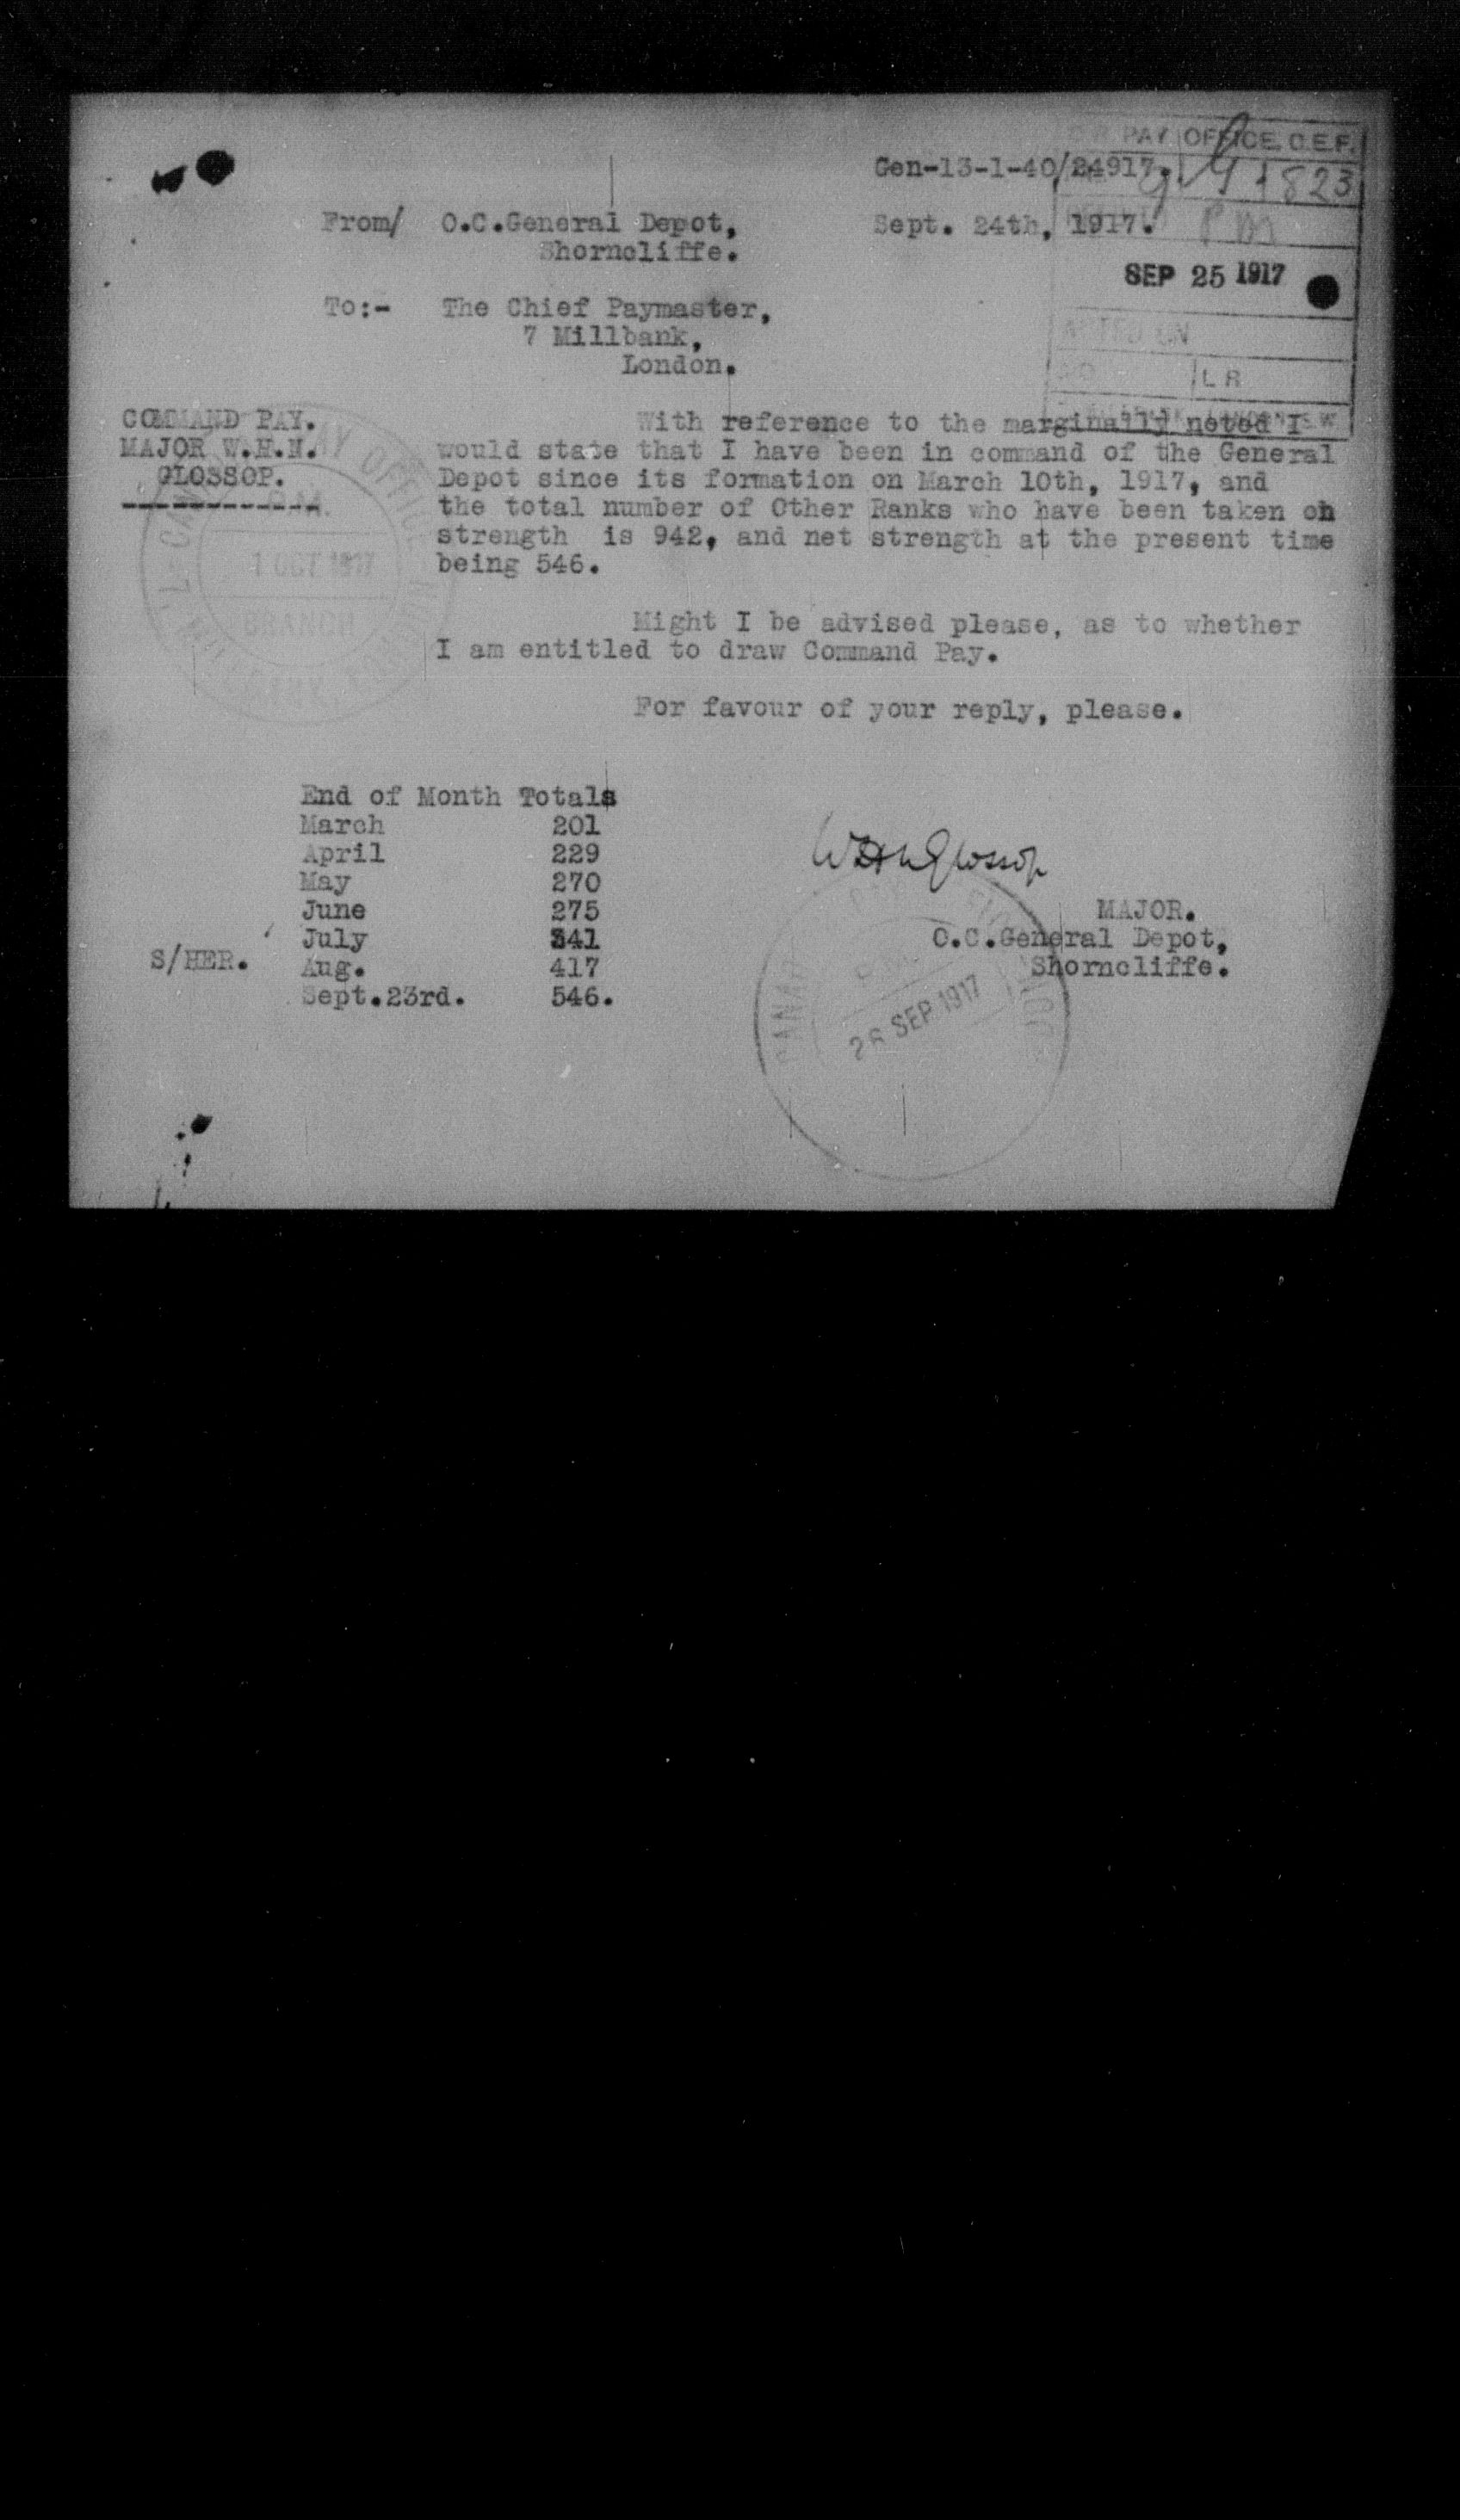 PAY OFFICE, C.E.F.
Gen-13-1-40/24917.
823
From/ O.C.General Depot, Sept. 24th, 1917.
Shorncliffe.
SEP 25 1917
To:- The Chief Paymaster,
7 Millbank,
London.
L R
COMMAND PAY.
MAJOR W.H.N.
GLOSSOP.
With reference to the marginally noted I
would state that I have been in command of the General
Depot since its formation on March 10th, 1917, and
the total number of Other Ranks who have been taken on
strength is 942, and net strength at the present time
being 546.
1 OCT 1917
BRANCH
Might I be advised please, as to whether
I am entitled to draw Command Pay.
For favour of your reply, please.
End of Month Totals
March 201
April 229
May 270
June 275
July 341
Aug. 417
Sept.23rd. 546.
S/HER.
WHN Glossop
MAJOR.
O.C.General Depot,
Shorncliffe.
26 SEP 1917